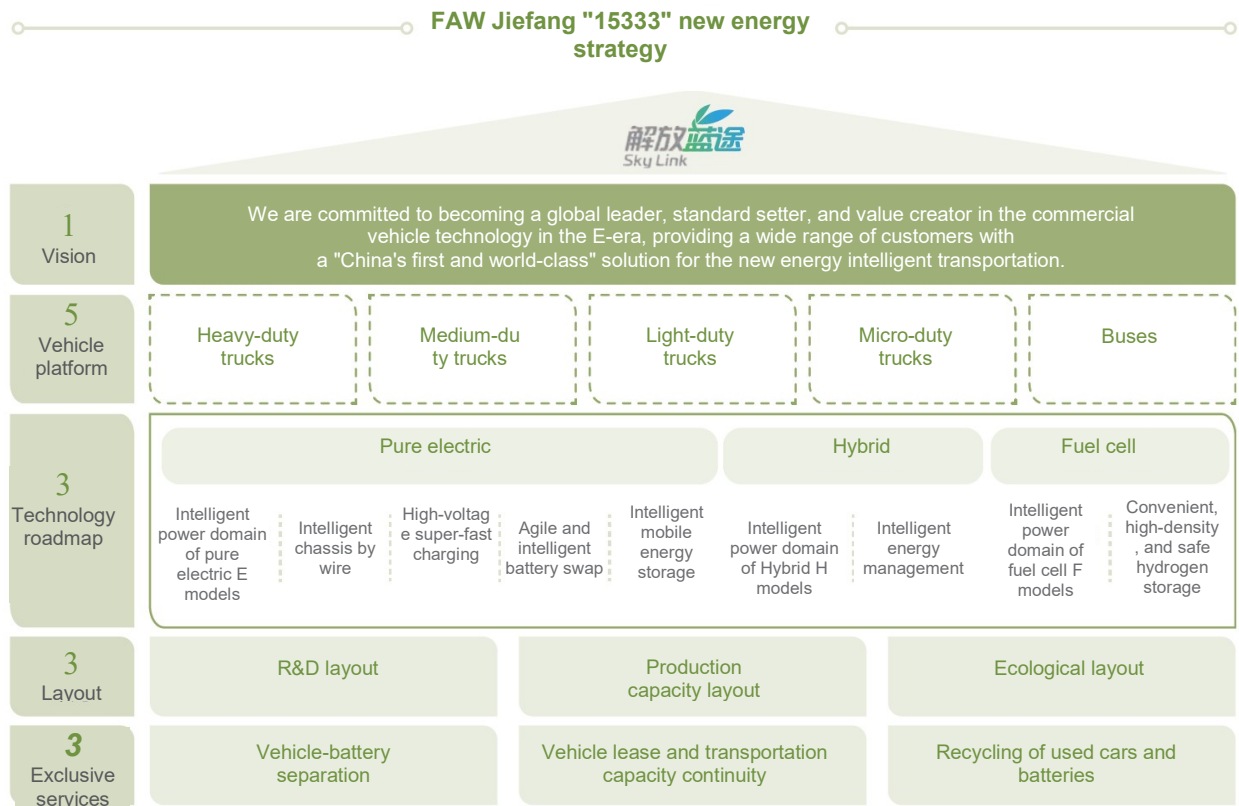 FAW Jiefang "15333" new energy
strategy
解放蓝途
Sky Link
1
Vision
We are committed to becoming a global leader, standard setter, and value creator in the commercial
vehicle technology in the E-era, providing a wide range of customers with
a "China's first and world-class" solution for the new energy intelligent transportation.
5
Vehicle
platform
Heavy-duty
trucks
Medium-du
ty trucks
Light-duty
trucks
Micro-duty
trucks
Buses
3
Technology
roadmap
Pure electric
Intelligent
power domain
of pure
electric E
models
Intelligent
chassis by
wire
High-voltag
e super-fast
charging
Agile and
intelligent
battery swap
Intelligent
mobile
energy
storage
Hybrid
Intelligent
power domain
of Hybrid H
models
Intelligent
energy
management
Fuel cell
Intelligent
power
domain of
fuel cell F
models
Convenient,
high-density
, and safe
hydrogen
storage
3
Layout
R&D layout
Production
capacity layout
Ecological layout
3
Exclusive
services
Vehicle-battery
separation
Vehicle lease and transportation
capacity continuity
Recycling of used cars and
batteries